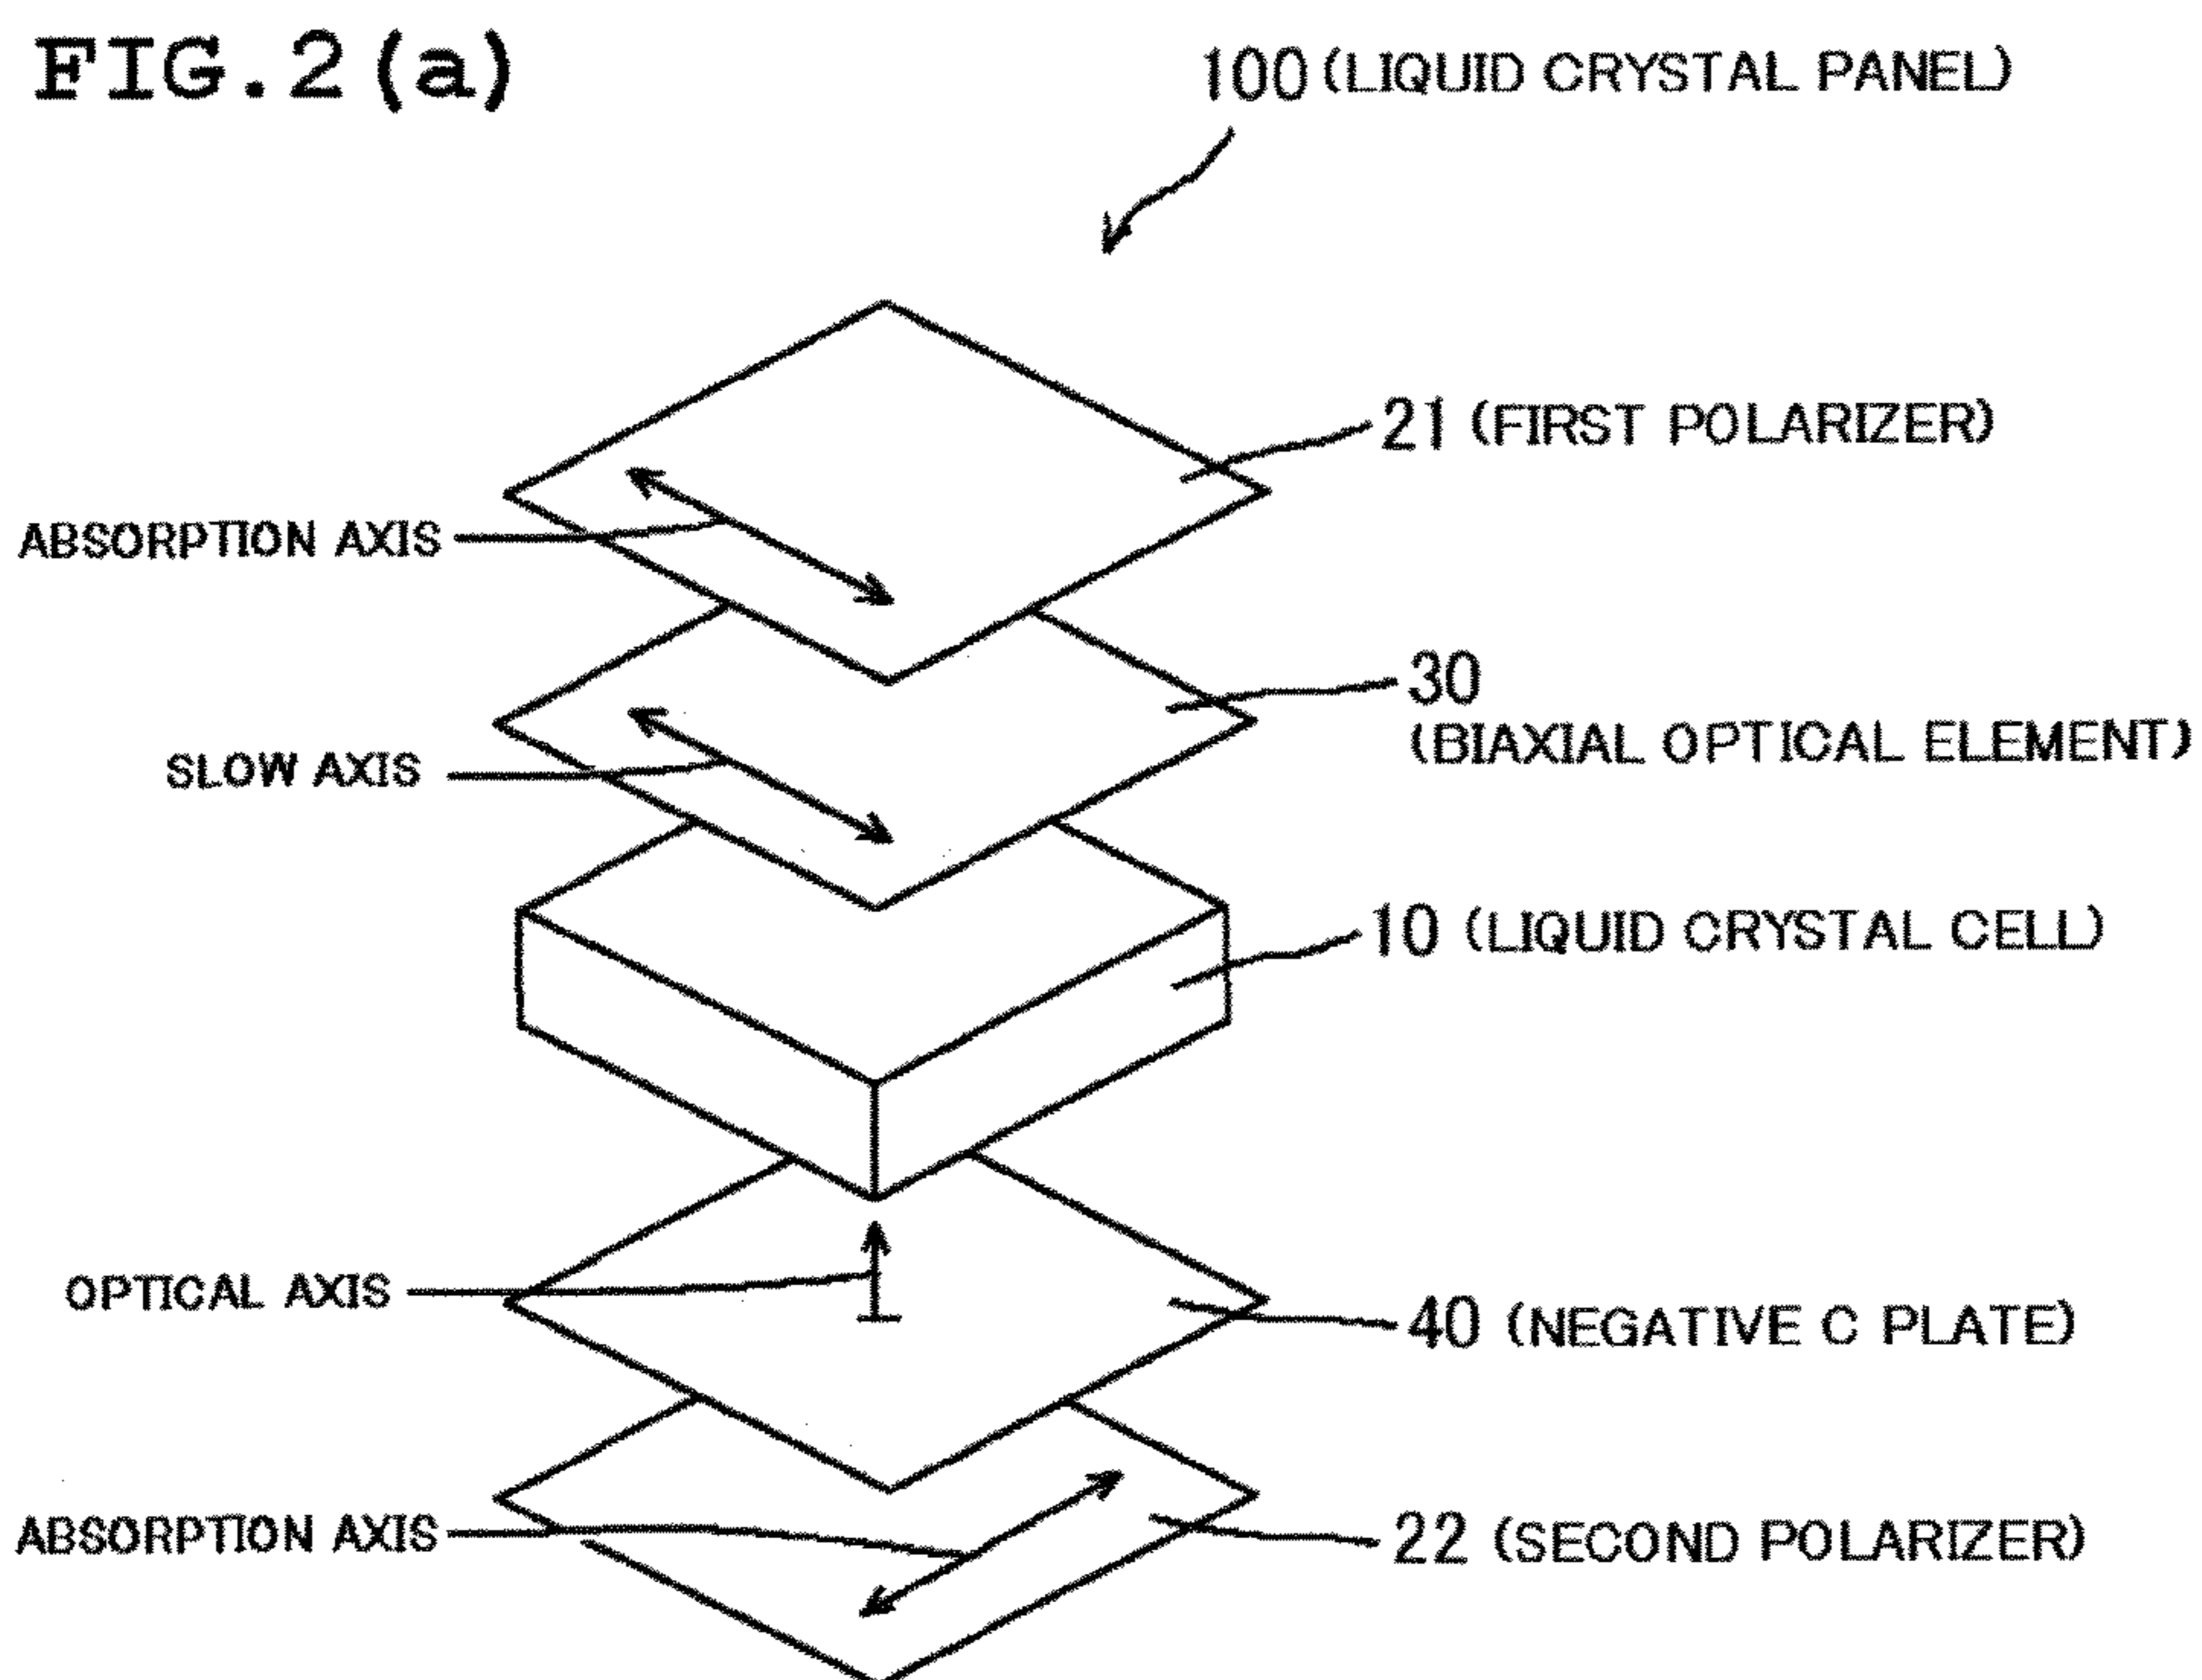 FIG.2(a)
100 (LIQUID CRYSTAL PANEL)
21 (FIRST POLARIZER)
ABSORPTION AXIS
30
(BIAXIAL OPTICAL ELEMENT)
SLOW AXIS
10 (LIQUID CRYSTAL CELL)
OPTICAL AXIS
40 (NEGATIVE C PLATE)
ABSORPTION AXIS
22 (SECOND POLARIZER)